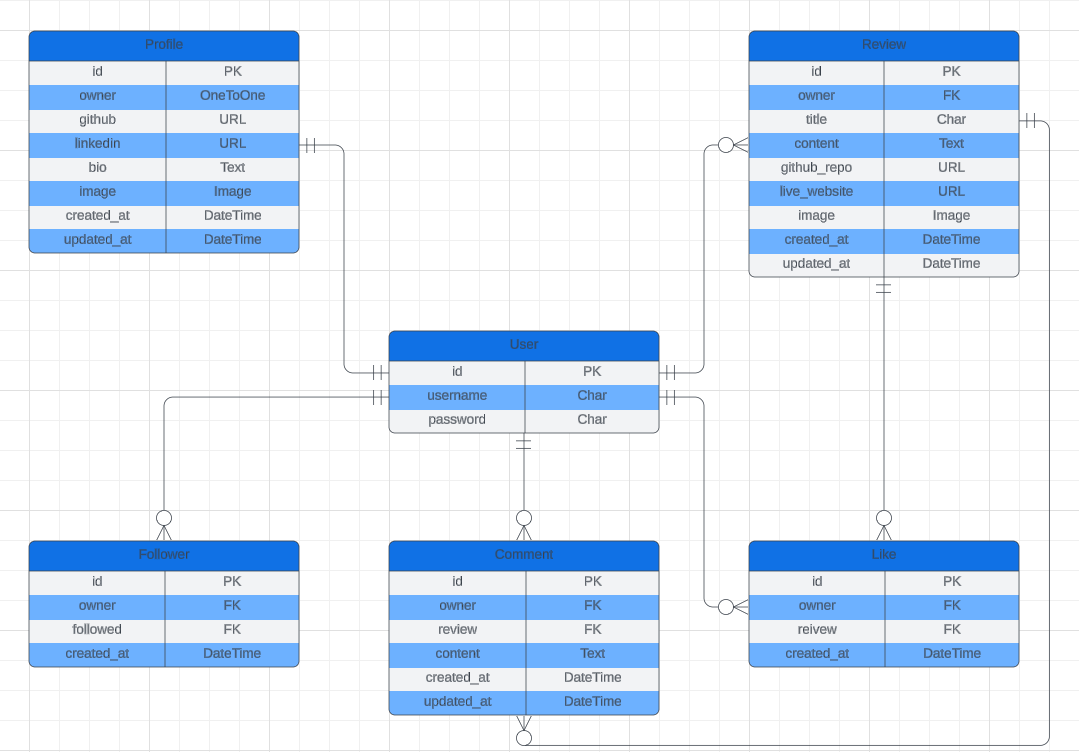 Profile
id PK
owner OneToOne
github URL
linkedin URL
bio Text
image Image
created_at DateTime
updated_at DateTime
Review
id PK
owner FK
title Char
content Text
github_repo URL
live_website URL
image Image
created_at DateTime
updated_at DateTime
User
id PK
username Char
password Char
Follower
id PK
owner FK
followed FK
created_at DateTime
Comment
id PK
owner FK
review FK
content Text
created_at DateTime
updated_at DateTime
Like
id PK
owner FK
reivew FK
created_at DateTime